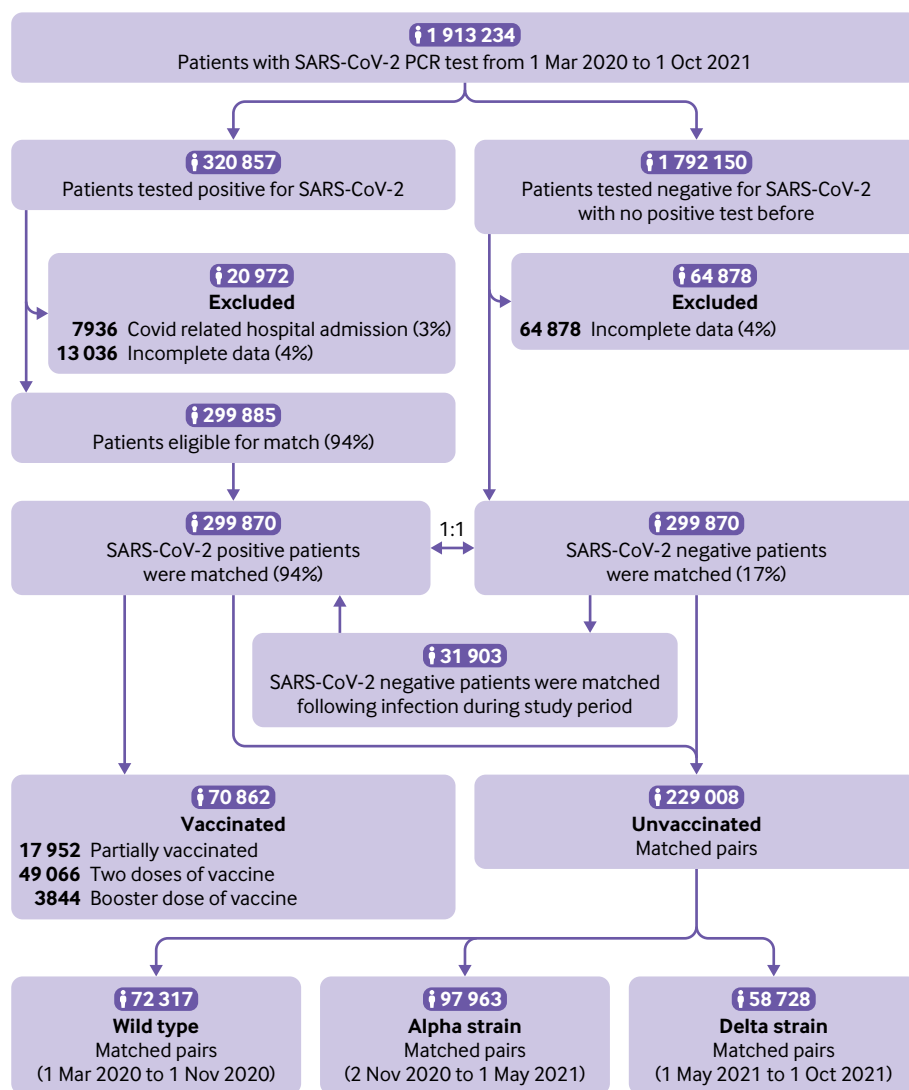 1 913 234
Patients with SARS-CoV-2 PCR test from 1 Mar 2020 to 1 Oct 2021
320 857
Patients tested positive for SARS-CoV-2
1 792 150
Patients tested negative for SARS-CoV-2
with no positive test before
20 972
Excluded
7936 Covid related hospital admission (3%)
13 036 Incomplete data (4%)
64 878
Excluded
64 878 Incomplete data (4%)
299 885
Patients eligible for match (94%)
299 870
SARS-CoV-2 positive patients
were matched (94%)
1:1
299 870
SARS-CoV-2 negative patients
were matched (17%)
31 903
SARS-CoV-2 negative patients were matched
following infection during study period
70 862
Vaccinated
17 952 Partially vaccinated
49 066 Two doses of vaccine
3844 Booster dose of vaccine
229 008
Unvaccinated
Matched pairs
72 317
Wild type
Matched pairs
(1 Mar 2020 to 1 Nov 2020)
97 963
Alpha strain
Matched pairs
(2 Nov 2020 to 1 May 2021)
58 728
Delta strain
Matched pairs
(1 May 2021 to 1 Oct 2021)